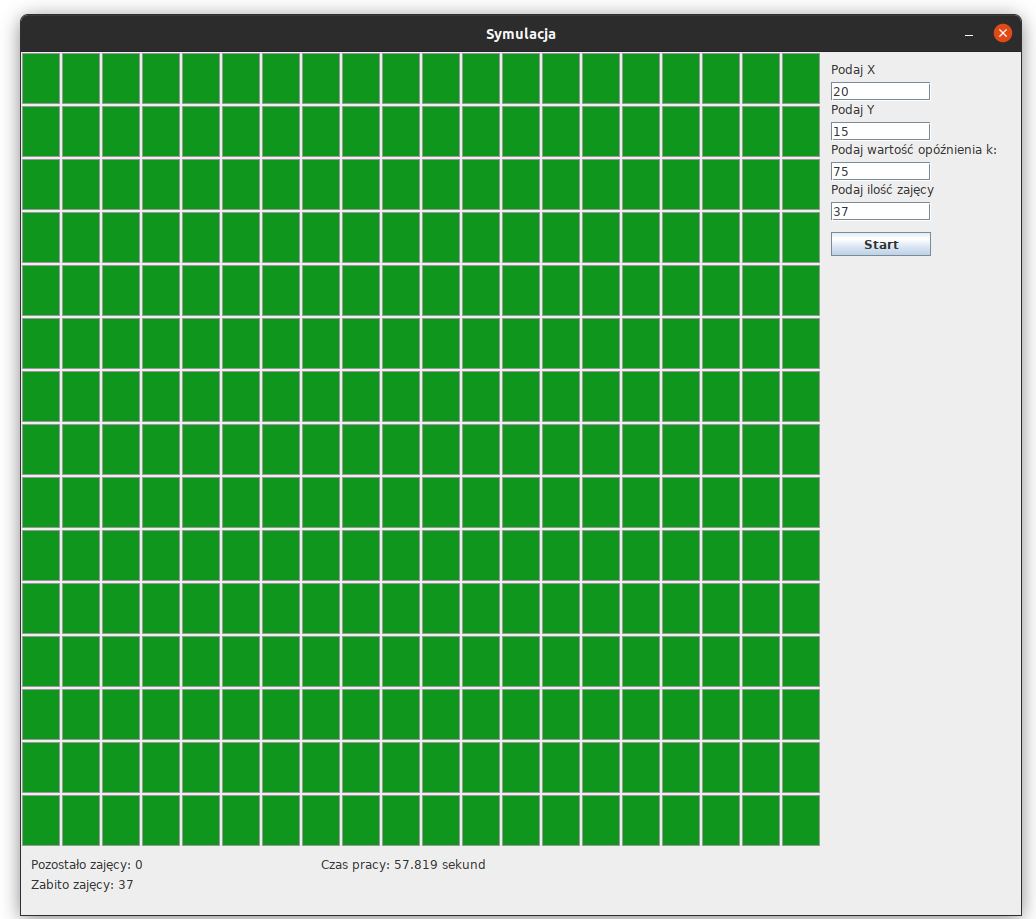 Symulacja
Podaj X
20
Podaj Y
15
Podaj wartość opóźnienia k:
75
Podaj ilość zajęcy
37
Start
Pozostało zajęcy: 0
Czas pracy: 57.819 sekund
Zabito zajęcy: 37